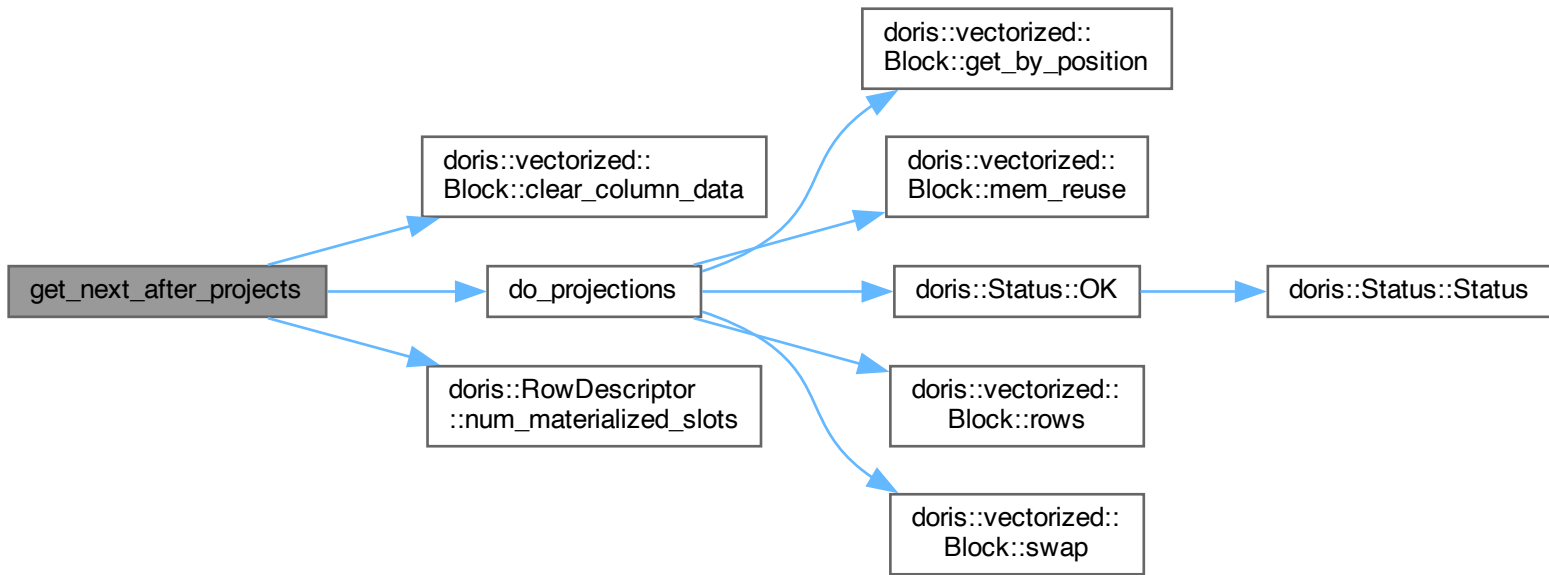 get_next_after_projects
doris::vectorized::
Block::clear_column_data
do_projections
doris::RowDescriptor
::num_materialized_slots
doris::vectorized::
Block::get_by_position
doris::vectorized::
Block::mem_reuse
doris::Status::OK
doris::Status::Status
doris::vectorized::
Block::rows
doris::vectorized::
Block::swap